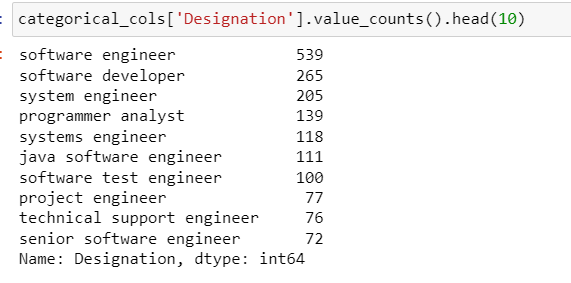 categorical_cols['Designation'].value_counts().head(10)
software engineer 539
software developer 265
system engineer 205
programmer analyst 139
systems engineer 118
java software engineer 111
software test engineer 100
project engineer 77
technical support engineer 76
senior software engineer 72
Name: Designation, dtype: int64